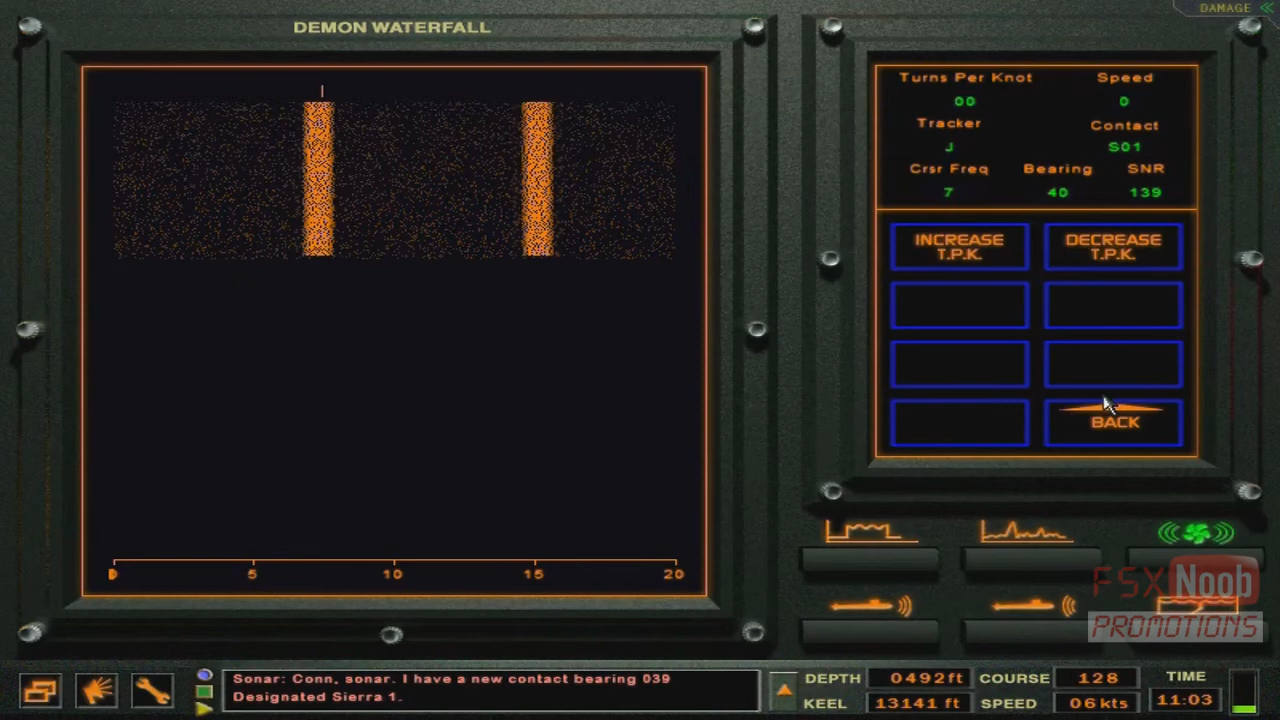 DAMAGE
DEMON WATERFALL
Turns Per Knot Speed
00 0
Tracker Contact
J S01
Crsr Freq Bearing SNR
7 40 139
INCREASE T.P.K.
DECREASE T.P.K.
BACK
D 5 10 15 20
FSX Noob
PROMOTIONS
Sonar: Conn, sonar. I have a new contact bearing 039
Designated Sierra 1.
DEPTH 0492 ft COURSE 128 TIME
KEEL 13141 ft SPEED 06 kts 11:03